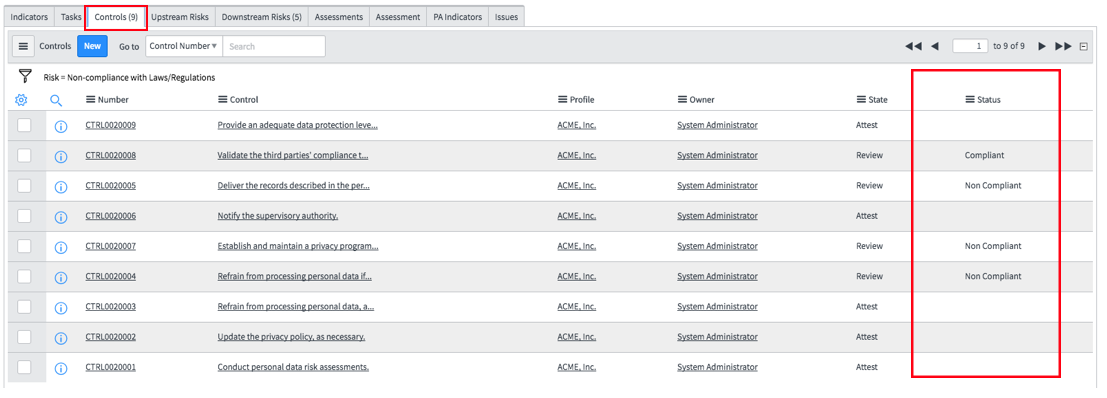 Indicators Tasks Controls (9) Upstream Risks Downstream Risks (5) Assessments Assessment PA Indicators Issues
Controls New Go to Control Number Search 1 to 9 of 9
Risk = Non-compliance with Laws/Regulations
Number Control Profile Owner State Status
CTRL0020009 Provide an adequate data protection leve... ACME, Inc. System Administrator Attest
CTRL0020008 Validate the third parties' compliance t... ACME, Inc. System Administrator Review Compliant
CTRL0020005 Deliver the records described in the per... ACME, Inc. System Administrator Review Non Compliant
CTRL0020006 Notify the supervisory authority. ACME, Inc. System Administrator Attest
CTRL0020007 Establish and maintain a privacy program... ACME, Inc. System Administrator Review Non Compliant
CTRL0020004 Refrain from processing personal data if... ACME, Inc. System Administrator Review Non Compliant
CTRL0020003 Refrain from processing personal data, a... ACME, Inc. System Administrator Attest
CTRL0020002 Update the privacy policy, as necessary. ACME, Inc. System Administrator Attest
CTRL0020001 Conduct personal data risk assessments. ACME, Inc. System Administrator Attest